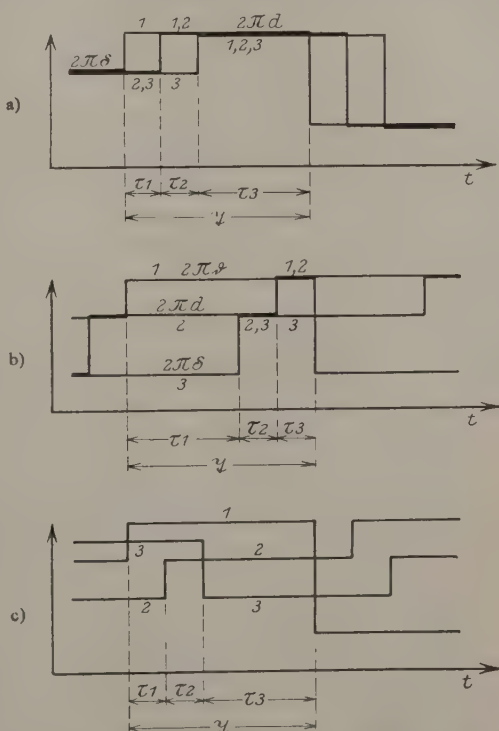 1 1,2 2πd
2πδ 1,2,3
2,3 3
a)
t
τ1 τ2 τ3
1 2πϑ 1,2
2πd
2 2,3 3
b)
2πδ
3
t
τ1 τ2 τ3
1
3 2
2 3
c)
t
τ1 τ2 τ3